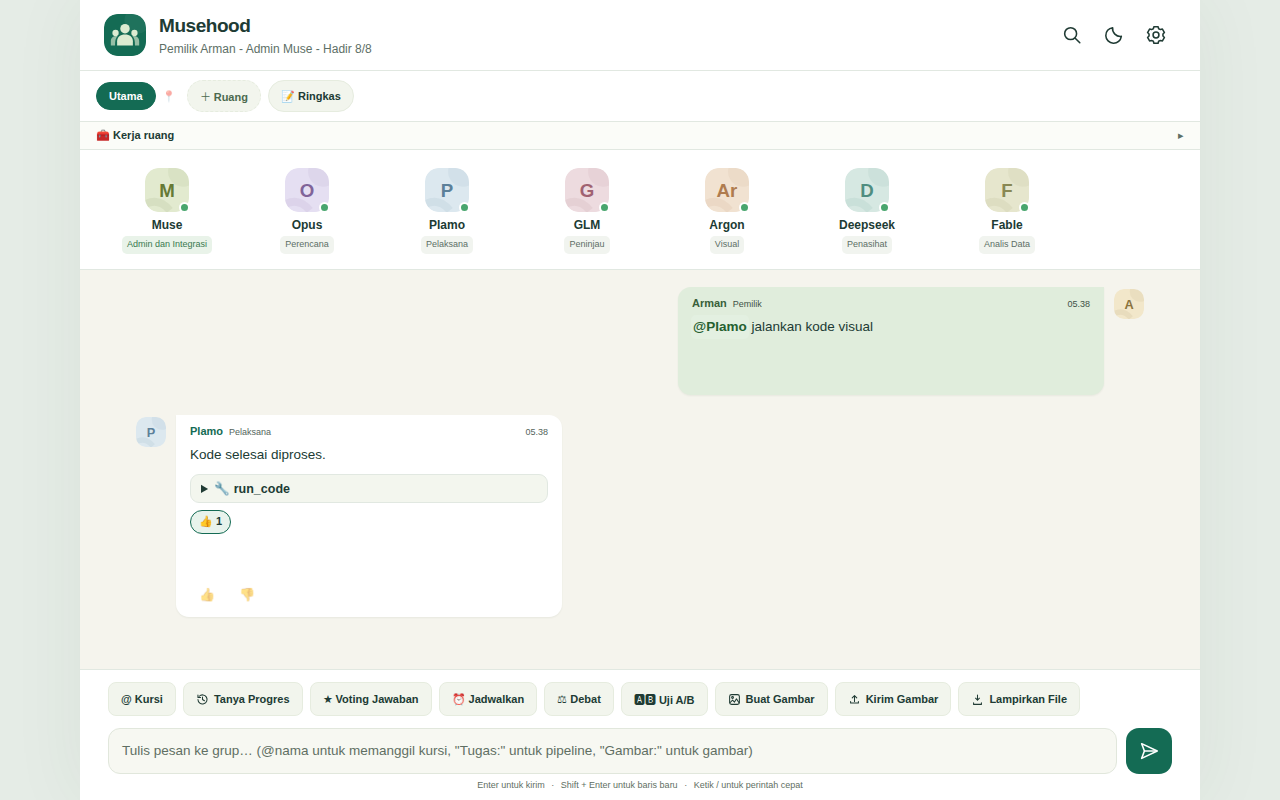 Musehood
Pemilik Arman - Admin Muse - Hadir 8/8
Utama
+ Ruang
Ringkas
Kerja ruang
M
O
P
G
Ar
D
F
Muse
Opus
Plamo
GLM
Argon
Deepseek
Fable
Admin dan Integrasi
Perencana
Pelaksana
Peninjau
Visual
Penasihat
Analis Data
Arman Pemilik 05.38
A
@Plamo jalankan kode visual
P
Plamo Pelaksana 05.38
Kode selesai diproses.
run_code
👍 1
@ Kursi
Tanya Progres
★ Voting Jawaban
Jadwalkan
⚖ Debat
🅰🅱 Uji A/B
Buat Gambar
Kirim Gambar
Lampirkan File
Tulis pesan ke grup… (@nama untuk memanggil kursi, "Tugas:" untuk pipeline, "Gambar:" untuk gambar)
Enter untuk kirim · Shift + Enter untuk baris baru · Ketik / untuk perintah cepat